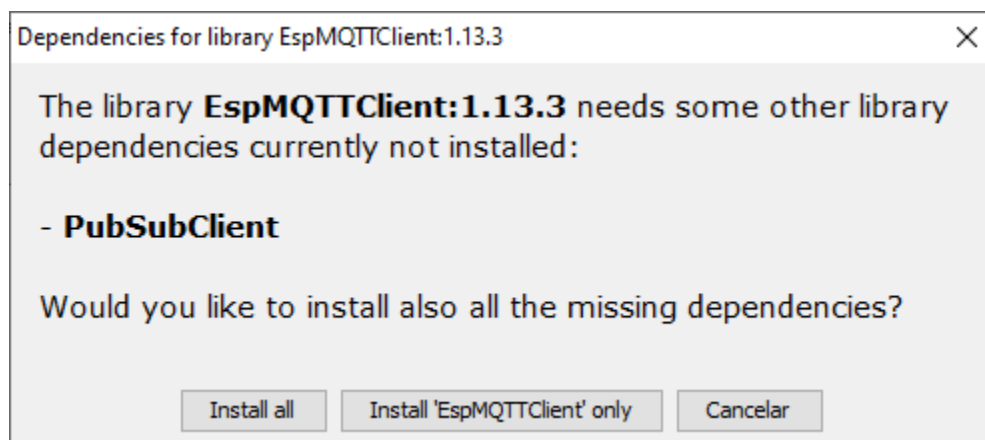 Dependencies for library EspMQTTClient:1.13.3
The library EspMQTTClient:1.13.3 needs some other library
dependencies currently not installed:
- PubSubClient
Would you like to install also all the missing dependencies?
Install all
Install 'EspMQTTClient' only
Cancelar